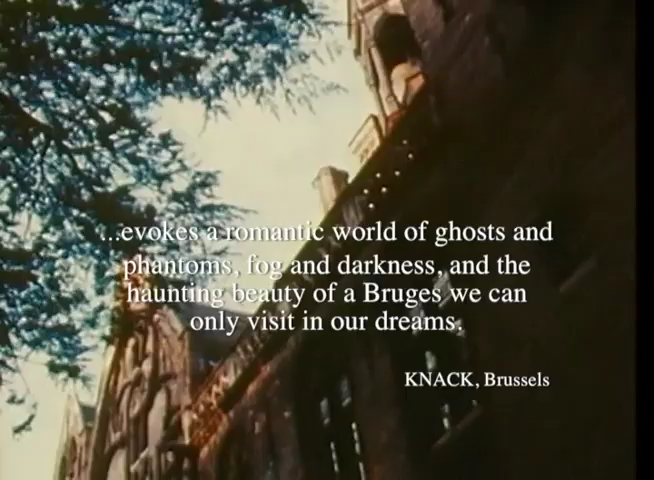 ...evokes a romantic world of ghosts and
phantoms, fog and darkness, and the
haunting beauty of a Bruges we can
only visit in our dreams.
KNACK, Brussels